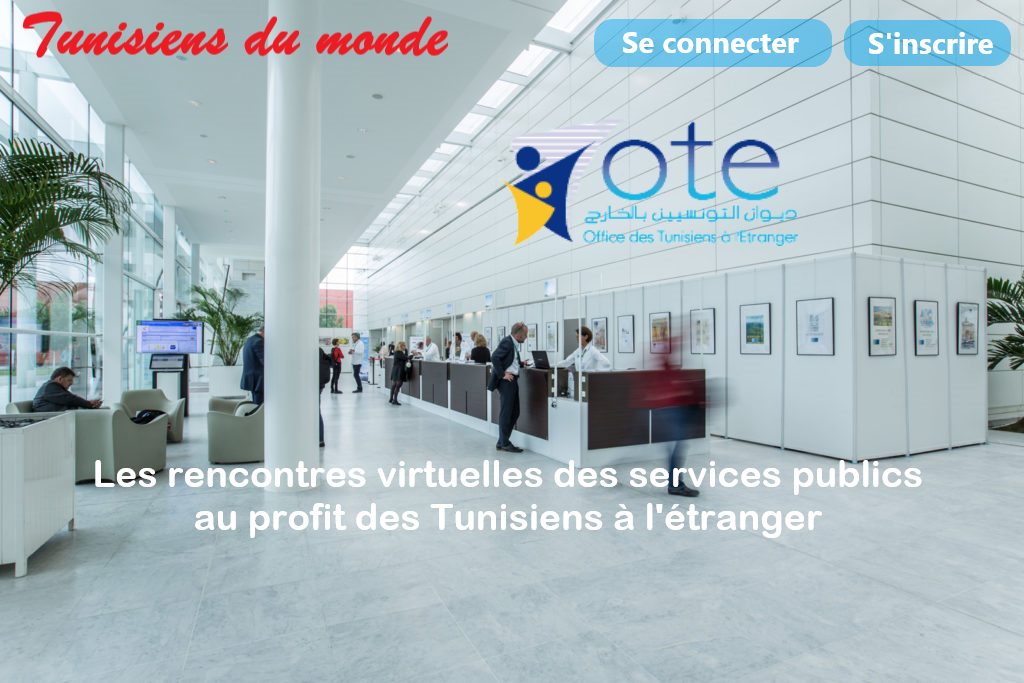 Tunisiens du monde
Se connecter
S'inscrire
ote
ديوان التونسيين بالخارج
Office des Tunisiens à l'Etranger
Les rencontres virtuelles des services publics
au profit des Tunisiens à l'étranger